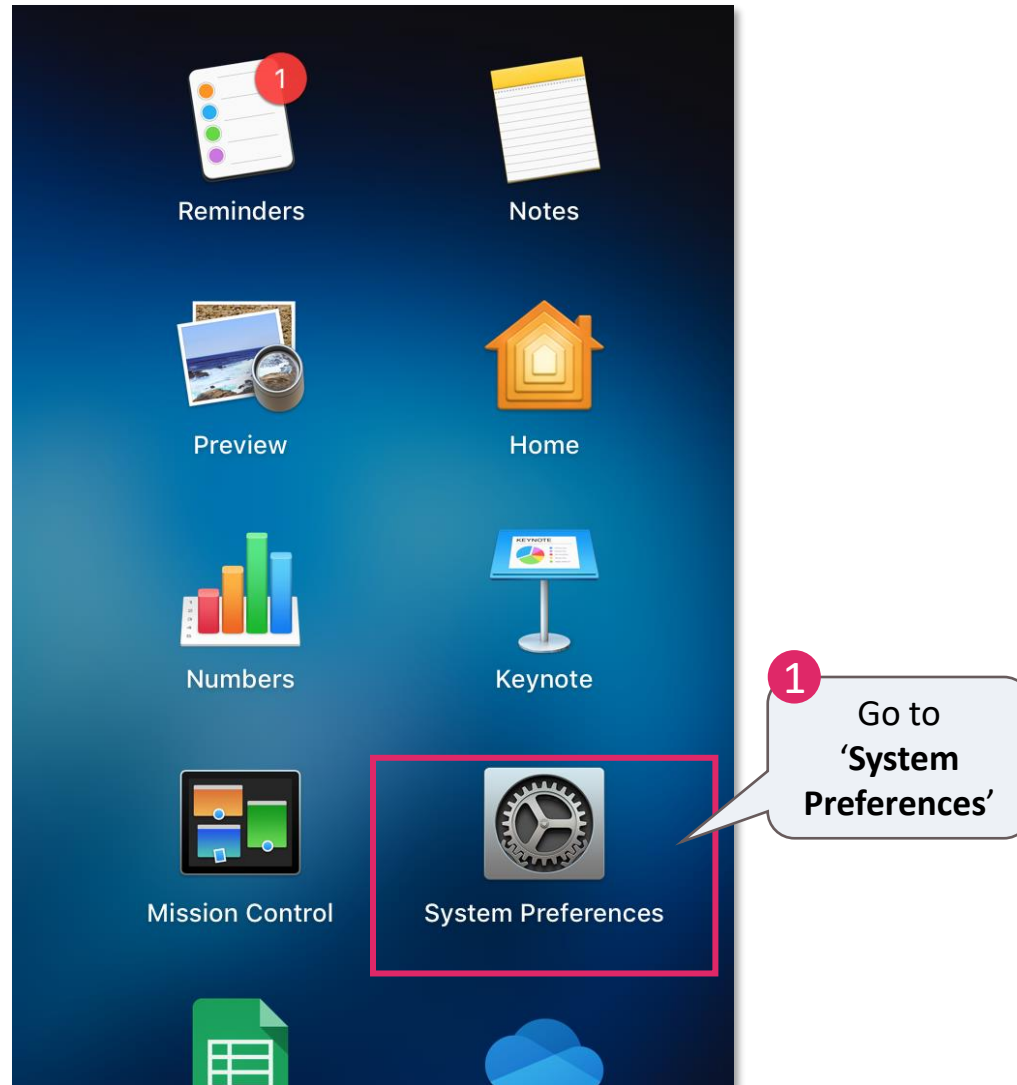 1
Reminders
Notes
Preview
Home
KEYNOTE
Numbers
Keynote
1
Go to
‘System
Preferences’
Mission Control
System Preferences